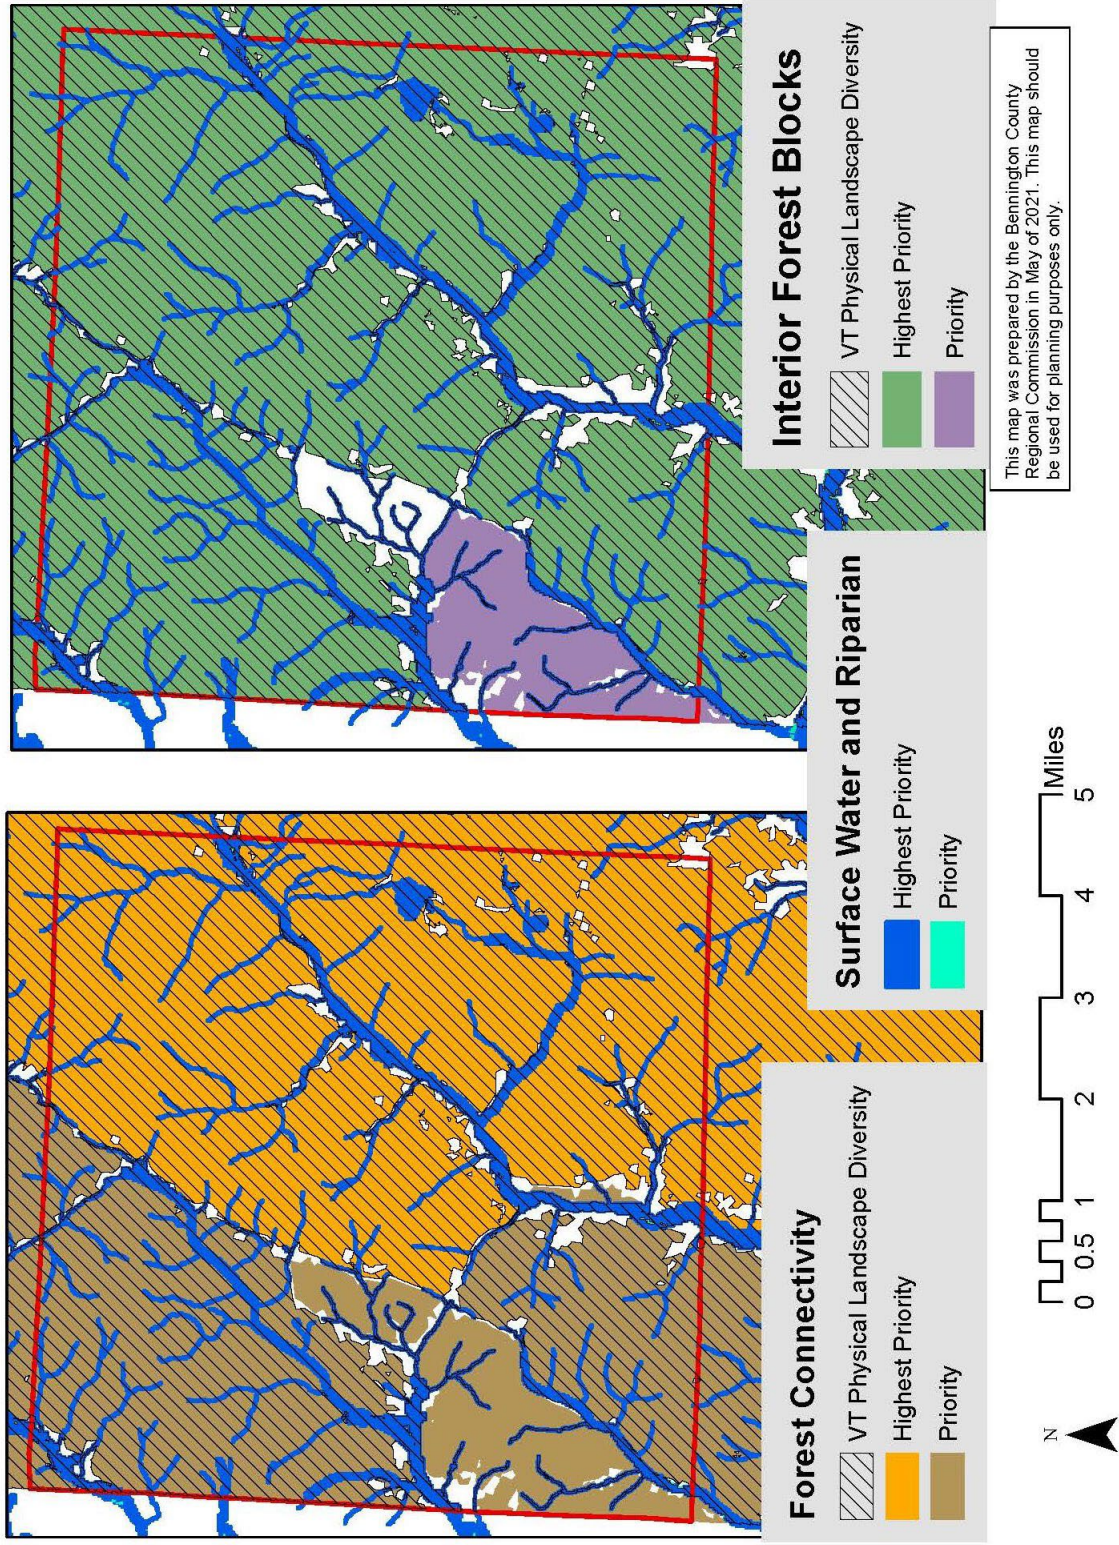 Forest Connectivity
VT Physical Landscape Diversity
Highest Priority
Priority
Surface Water and Riparian
Highest Priority
Priority
Interior Forest Blocks
VT Physical Landscape Diversity
Highest Priority
Priority
N
0 0.5 1 2 3 4 5
Miles
This map was prepared by the Bennington County
Regional Commission in May of 2021. This map should
be used for planning purposes only.